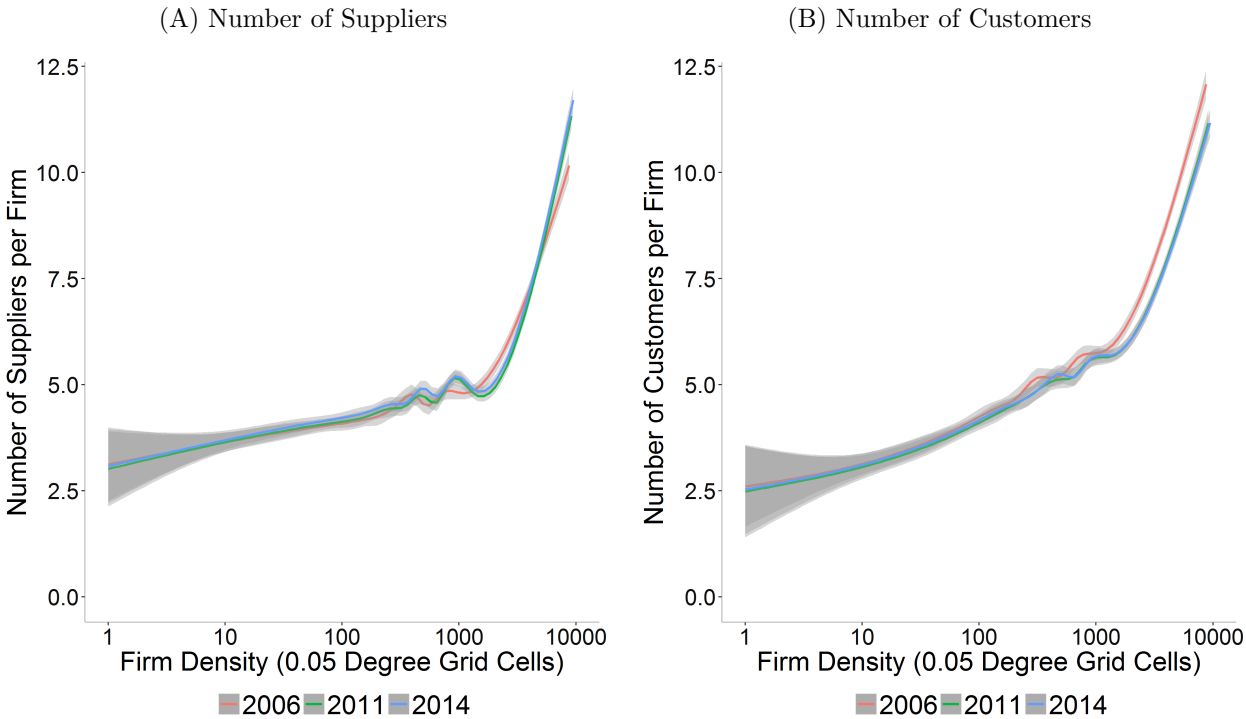 (A) Number of Suppliers
12.5
10.0
7.5
5.0
2.5
0.0
Number of Suppliers per Firm
1 10 100 1000 10000
Firm Density (0.05 Degree Grid Cells)
2006 2011 2014
(B) Number of Customers
12.5
10.0
7.5
5.0
2.5
0.0
Number of Customers per Firm
1 10 100 1000 10000
Firm Density (0.05 Degree Grid Cells)
2006 2011 2014